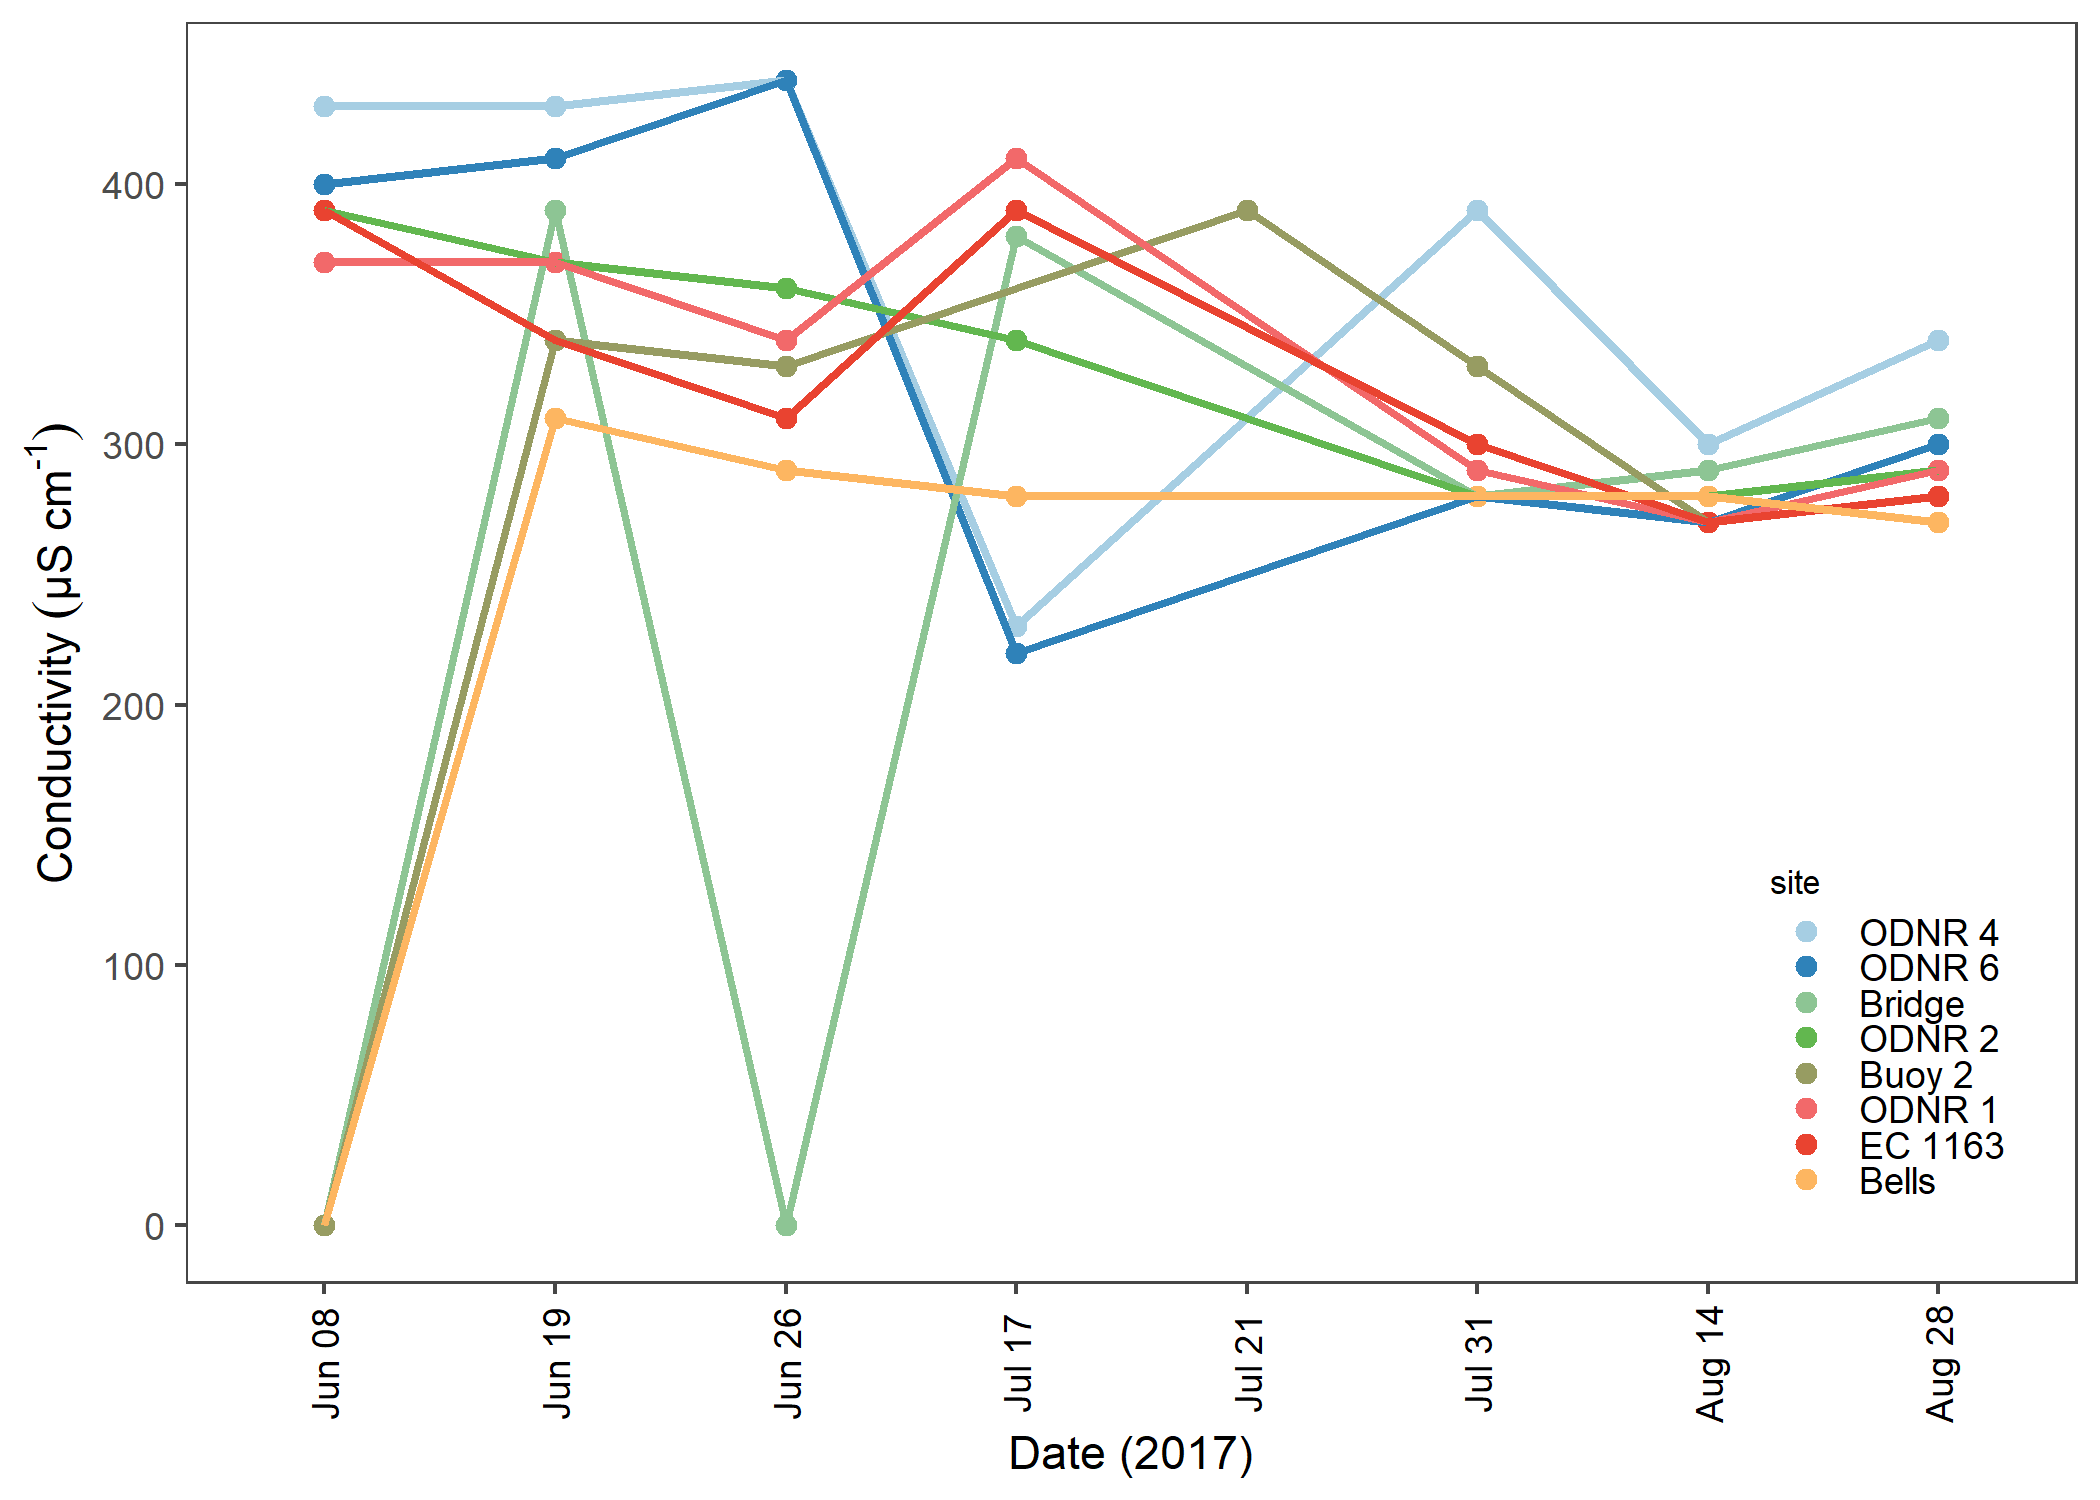 Conductivity (µS cm-1)
400
300
200
100
0
site
ODNR 4
ODNR 6
Bridge
ODNR 2
Buoy 2
ODNR 1
EC 1163
Bells
Jun 08
Jun 19
Jun 26
Jul 17
Jul 21
Jul 31
Aug 14
Aug 28
Date (2017)